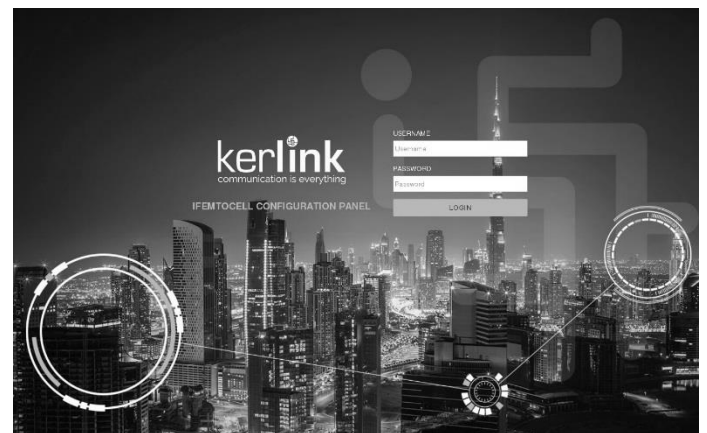 kerlink
communication is everything
IFEMTOCELL CONFIGURATION PANEL
USERNAME
Username
PASSWORD
Password
LOGIN